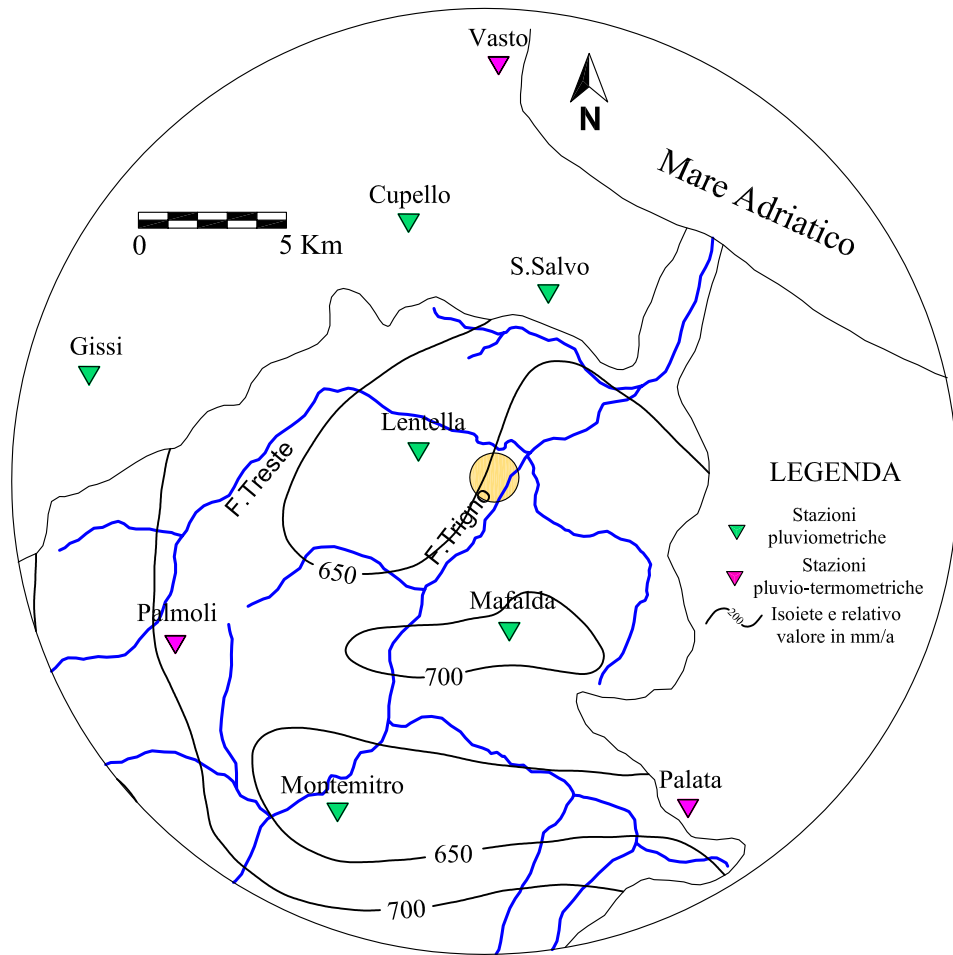 Vasto
N
Mare Adriatico
Cupello
0 5 Km
S.Salvo
Gissi
Lentella
F.Treste
LEGENDA
F.Trigno
Stazioni
pluviometriche
650
Stazioni
pluvio-termometriche
Palmoli
Mafalda
200
Isoiete e relativo
valore in mm/a
700
Montemitro
Palata
650
700